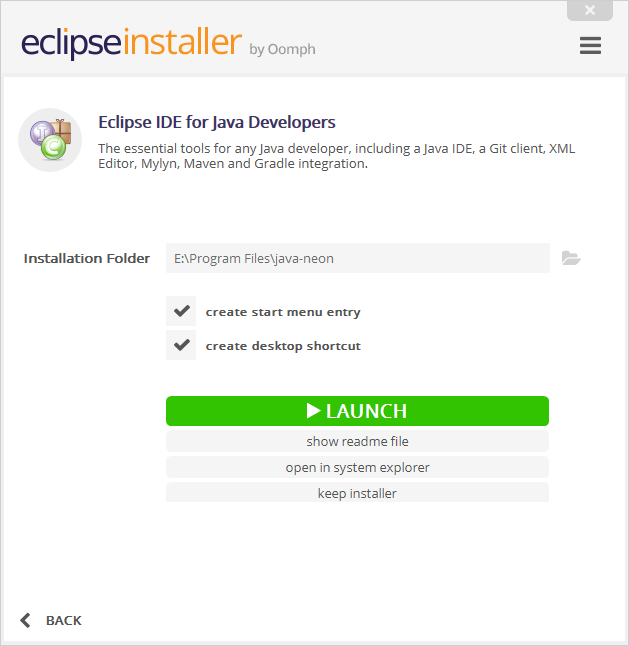 eclipseinstaller by Oomph
Eclipse IDE for Java Developers
The essential tools for any Java developer, including a Java IDE, a Git client, XML
Editor, Mylyn, Maven and Gradle integration.
Installation Folder E:\Program Files\java-neon
create start menu entry
create desktop shortcut
LAUNCH
show readme file
open in system explorer
keep installer
BACK